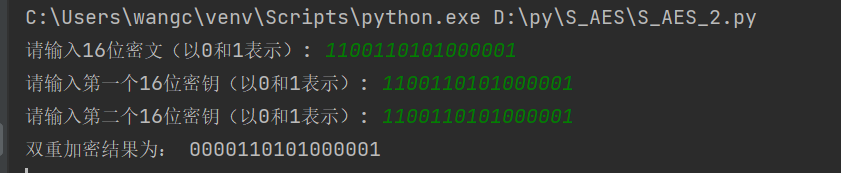 C:\Users\wangc\venv\Scripts\python.exe D:\py\S_AES\S_AES_2.py
请输入16位密文（以0和1表示）: 1100110101000001
请输入第一个16位密钥（以0和1表示）: 1100110101000001
请输入第二个16位密钥（以0和1表示）: 1100110101000001
双重加密结果为： 0000110101000001